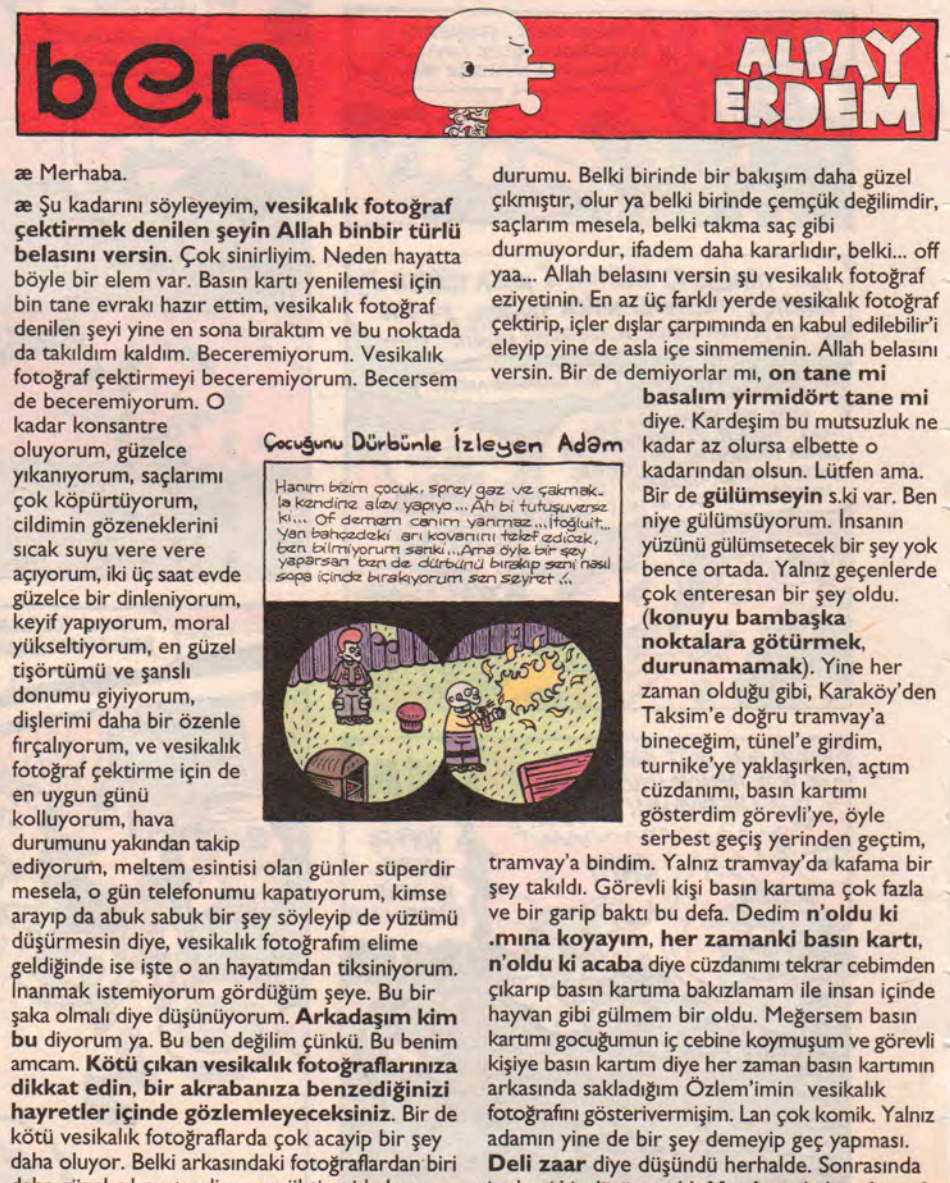 ben
ALPAY
ERDEM
æ Merhaba.
æ Şu kadarını söyleyeyim, vesikalık fotoğraf
çektirmek denilen şeyin Allah binbir türlü
belasını versin. Çok sinirliyim. Neden hayatta
böyle bir elem var. Basın kartı yenilemesi için
bin tane evrakı hazır ettim, vesikalık fotoğraf
denilen şeyi yine en sona bıraktım ve bu noktada
da takıldım kaldım. Beceremiyorum. Vesikalık
fotoğraf çektirmeyi beceremiyorum. Becersem
de beceremiyorum. O
kadar konsantre
oluyorum, güzelce
yıkanıyorum, saçlarımı
çok köpürtüyorum,
cildimin gözeneklerini
sıcak suyu vere vere
açıyorum, iki üç saat evde
güzelce bir dinleniyorum,
keyif yapıyorum, moral
yükseltiyorum, en güzel
tişörtümü ve şanslı
donumu giyiyorum,
dişlerimi daha bir özenle
fırçalıyorum, ve vesikalık
fotoğraf çektirme için de
en uygun günü
kolluyorum, hava
durumunu yakından takip
ediyorum, meltem esintisi olan günler süperdir
mesela, o gün telefonumu kapatıyorum, kimse
arayıp da abuk sabuk bir şey söyleyip de yüzümü
düşürmesin diye, vesikalık fotoğrafım elime
geldiğinde ise işte o an hayatımdan tiksiniyorum.
İnanmak istemiyorum gördüğüm şeye. Bu bir
şaka olmalı diye düşünüyorum. Arkadaşım kim
bu diyorum ya. Bu ben değilim çünkü. Bu benim
amcam. Kötü çıkan vesikalık fotoğraflarınıza
dikkat edin, bir akrabanıza benzediğinizi
hayretler içinde gözlemleyeceksiniz. Bir de
kötü vesikalık fotoğraflarda çok acayip bir şey
daha oluyor. Belki arkasındaki fotoğraflardan biri
Çocuğunu Dürbünle İzleyen Adam
Hanım bizim çocuk, sprey gaz ve çakmak-
la kendine alev yapıyo... Ah bi tutuşuverse
ki... Of demem canım yanmaz... İtoğluit...
Yan bahçedeki arı kovanını telef edicek,
ben bilmiyorum sanki... Ama öyle bir şey
yaparsan ben de dürbünü bırakıp seni nasıl
sopa içinde bırakıyorum sen seyret !..
durumu. Belki birinde bir bakışım daha güzel
çıkmıştır, olur ya belki birinde çemçük değilimdir,
saçlarım mesela, belki takma saç gibi
durmuyordur, ifadem daha kararlıdır, belki... off
yaa... Allah belasını versin şu vesikalık fotoğraf
eziyetinin. En az üç farklı yerde vesikalık fotoğraf
çektirip, içler dışlar çarpımında en kabul edilebilir'i
eleyip yine de asla içe sinmemenin. Allah belasını
versin. Bir de demiyorlar mı, on tane mi
basalım yirmidört tane mi
diye. Kardeşim bu mutsuzluk ne
kadar az olursa elbette o
kadarından olsun. Lütfen ama.
Bir de gülümseyin s.ki var. Ben
niye gülümsüyorum. İnsanın
yüzünü gülümsetecek bir şey yok
bence ortada. Yalnız geçenlerde
çok enteresan bir şey oldu.
(konuyu bambaşka
noktalara götürmek,
durunamamak). Yine her
zaman olduğu gibi, Karaköy'den
Taksim'e doğru tramvay'a
bineceğim, tünel'e girdim,
turnike'ye yaklaşırken, açtım
cüzdanımı, basın kartımı
gösterdim görevli'ye, öyle
serbest geçiş yerinden geçtim,
tramvay'a bindim. Yalnız tramvay'da kafama bir
şey takıldı. Görevli kişi basın kartıma çok fazla
ve bir garip baktı bu defa. Dedim n'oldu ki
.mına koyayım, her zamanki basın kartı,
n'oldu ki acaba diye cüzdanımı tekrar cebimden
çıkarıp basın kartıma bakızlamam ile insan içinde
hayvan gibi gülmem bir oldu. Meğersem basın
kartımı gocuğumun iç cebine koymuşum ve görevli
kişiye basın kartım diye her zaman basın kartımın
arkasında sakladığım Özlem'imin vesikalık
fotoğrafını gösterivermişim. Lan çok komik. Yalnız
adamın yine de bir şey demeyip geç yapması.
Deli zaar diye düşündü herhalde. Sonrasında